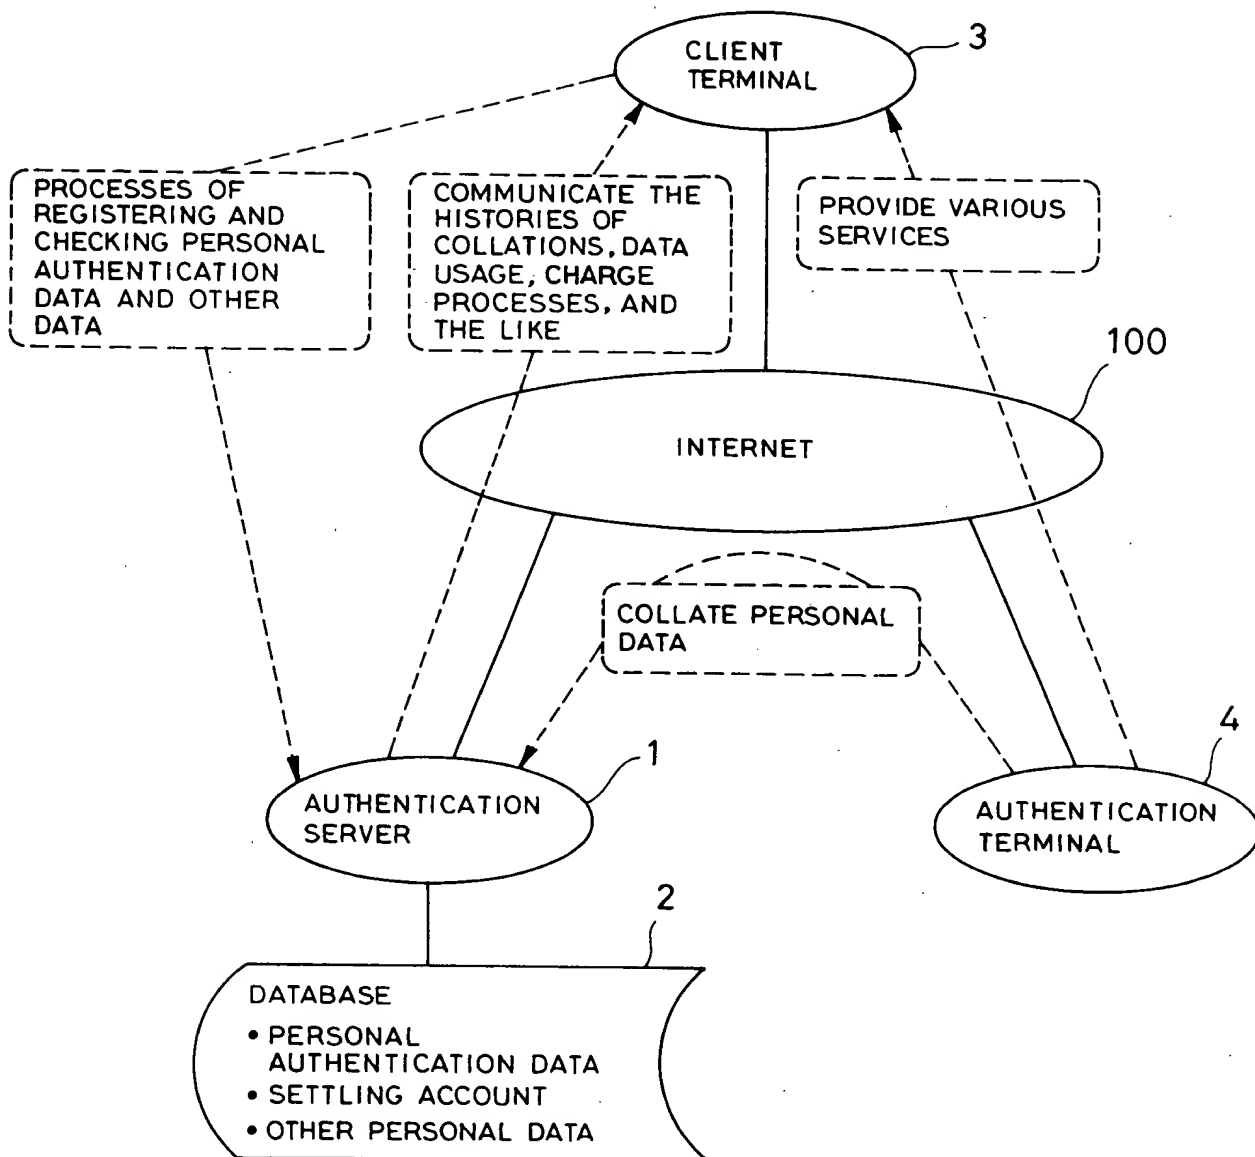 CLIENT
TERMINAL
3
PROCESSES OF
REGISTERING AND
CHECKING PERSONAL
AUTHENTICATION
DATA AND OTHER
DATA
COMMUNICATE THE
HISTORIES OF
COLLATIONS, DATA
USAGE, CHARGE
PROCESSES, AND
THE LIKE
PROVIDE VARIOUS
SERVICES
100
INTERNET
COLLATE PERSONAL
DATA
1
AUTHENTICATION
SERVER
4
AUTHENTICATION
TERMINAL
2
DATABASE
• PERSONAL
AUTHENTICATION DATA
• SETTLING ACCOUNT
• OTHER PERSONAL DATA